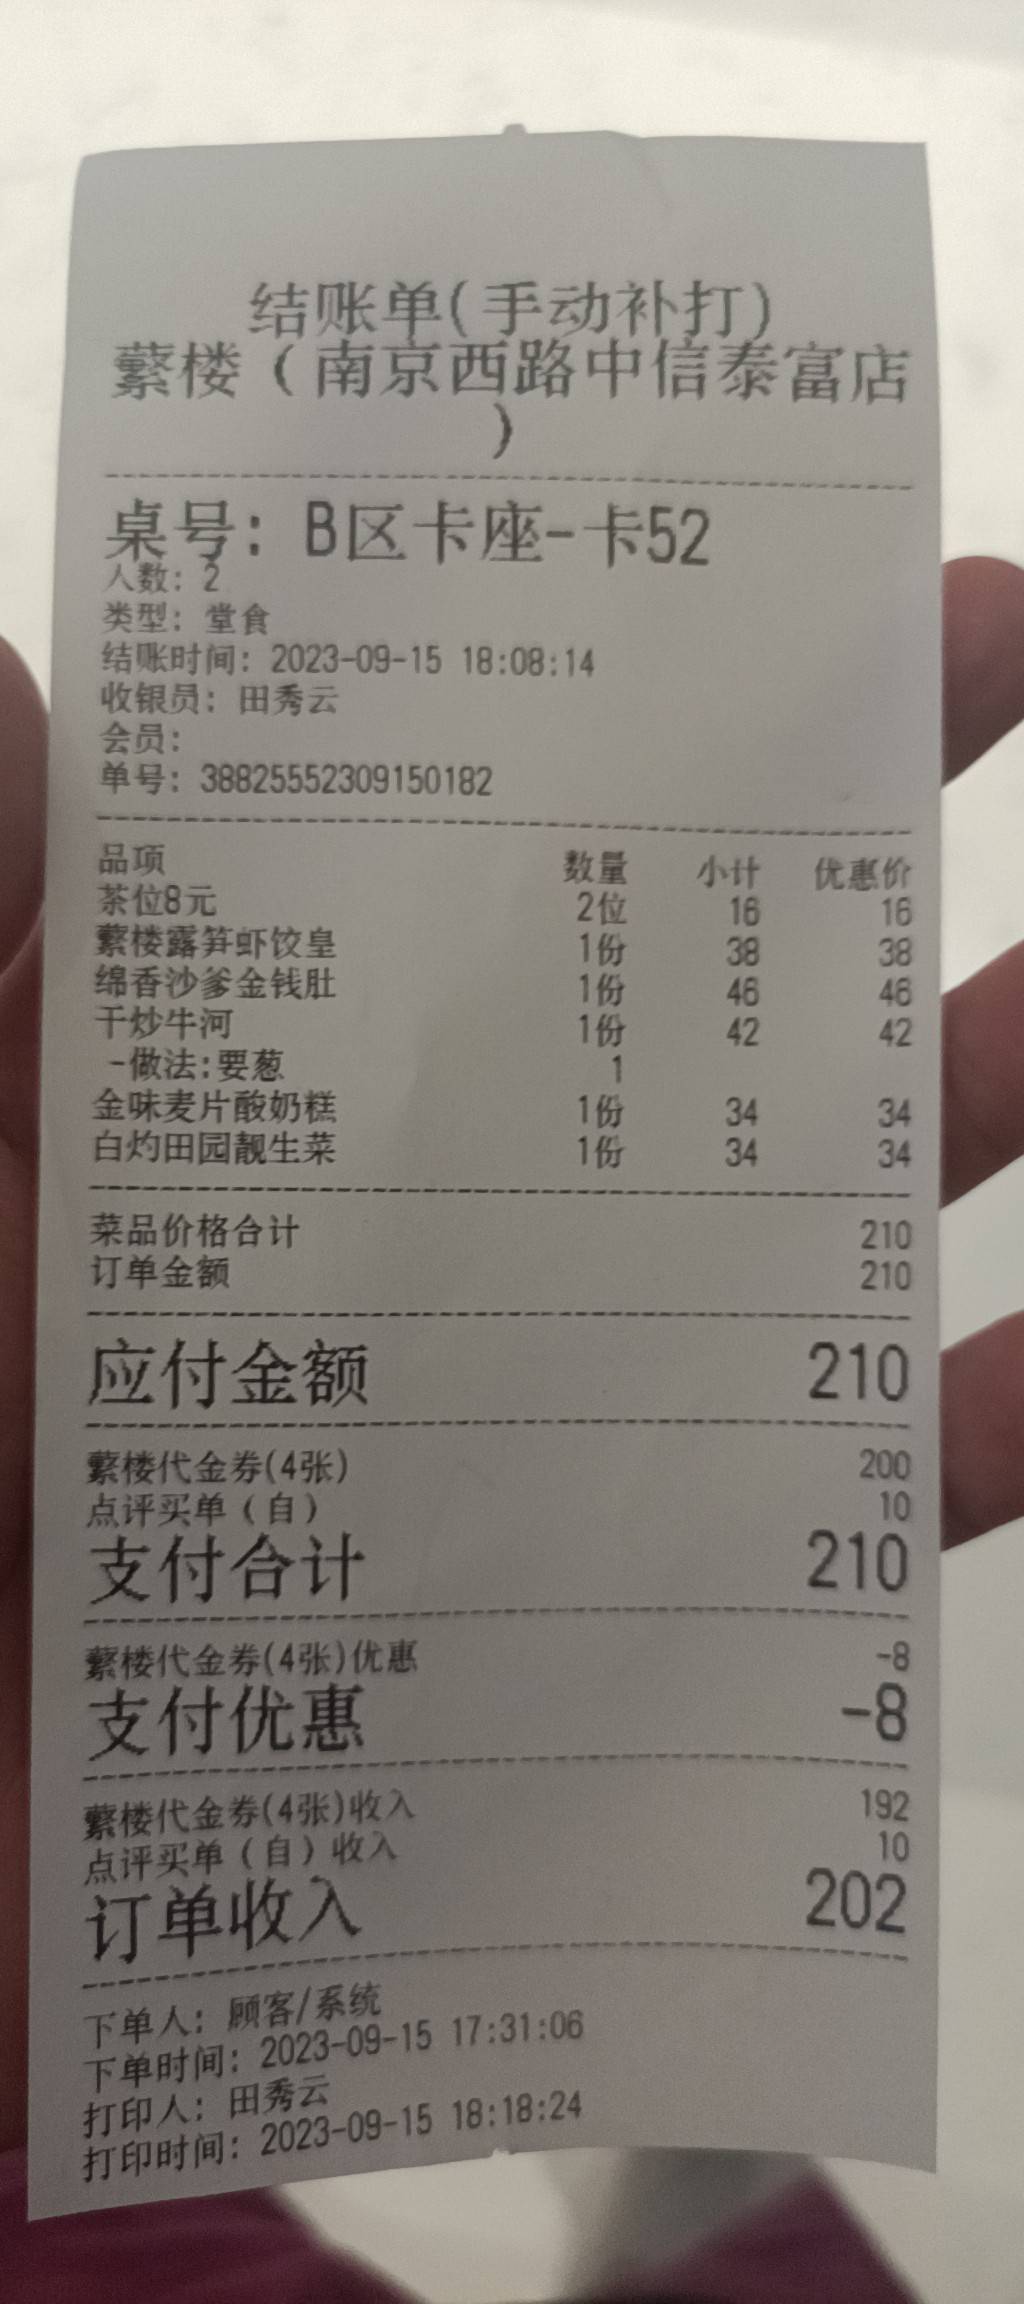 结账单(手动补打)
蘩楼（南京西路中信泰富店
）
桌号: B区卡座-卡52
人数: 2
类型: 堂食
结账时间: 2023-09-15 18:08:14
收银员: 田秀云
会员:
单号: 38825552309150182
品项 数量 小计 优惠价
茶位8元 2位 16 16
蘩楼露笋虾饺皇 1份 38 38
绵香沙爹金钱肚 1份 46 46
干炒牛河 1份 42 42
-做法:要葱 1
金味麦片酸奶糕 1份 34 34
白灼田园靓生菜 1份 34 34
菜品价格合计 210
订单金额 210
应付金额 210
蘩楼代金券(4张) 200
点评买单（自） 10
支付合计 210
蘩楼代金券(4张)优惠 -8
支付优惠 -8
蘩楼代金券(4张)收入 192
点评买单（自）收入 10
订单收入 202
下单人: 顾客/系统
下单时间: 2023-09-15 17:31:06
打印人: 田秀云
打印时间: 2023-09-15 18:18:24